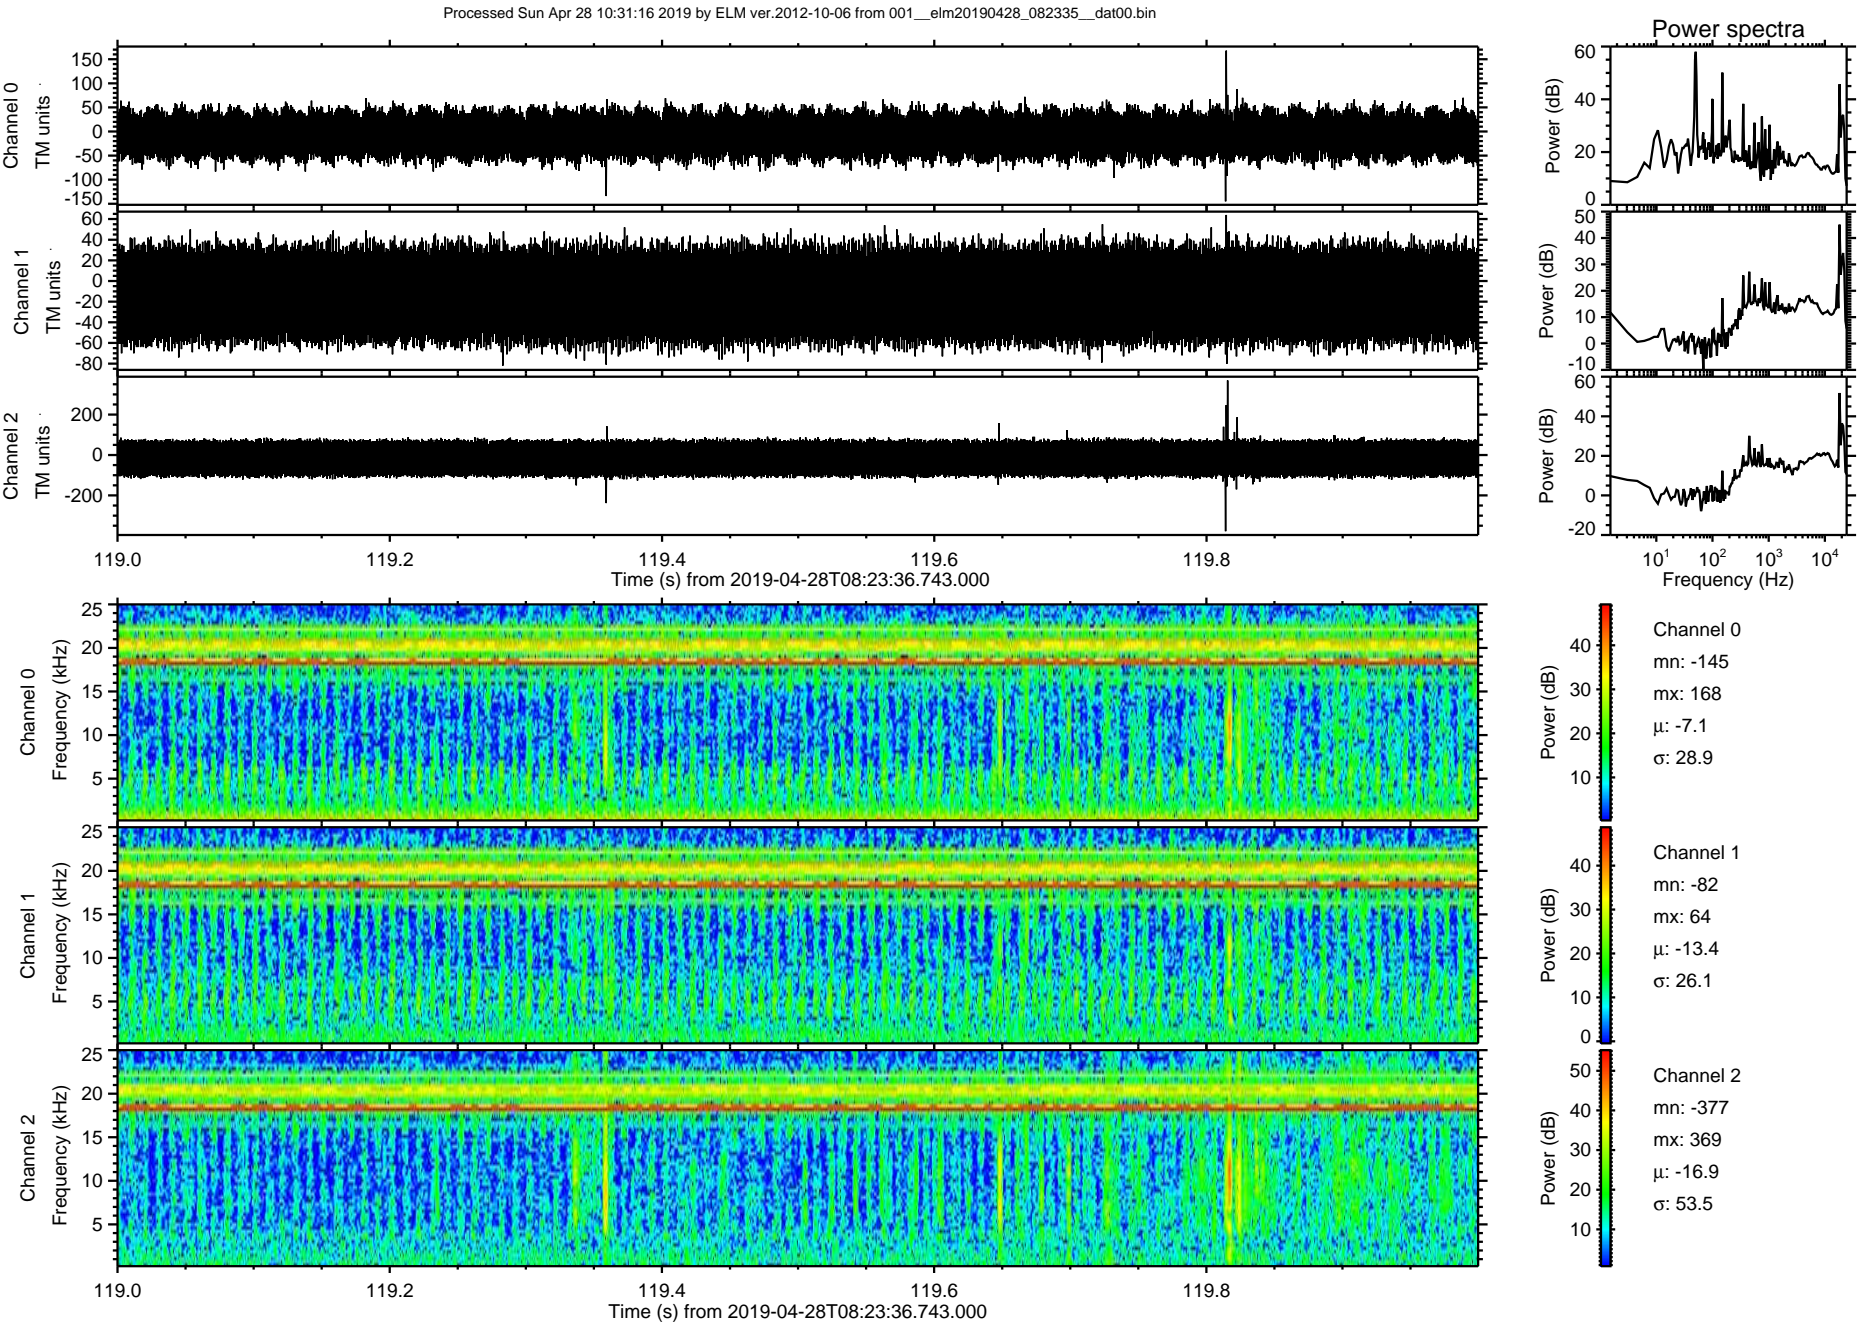 Processed Sun Apr 28 10:31:16 2019 by ELM ver.2012-10-06 from 001__elm20190428_082335__dat00.bin
Power spectra
Channel 0
TM units
150
100
50
0
-50
-100
-150
Power (dB)
60
40
20
0
Channel 1
TM units
60
40
20
0
-20
-40
-60
-80
Power (dB)
50
40
30
20
10
0
-10
Channel 2
TM units
200
0
-200
Power (dB)
60
40
20
0
-20
119.0 119.2 119.4 119.6 119.8
Time (s) from 2019-04-28T08:23:36.743.000
10¹ 10² 10³ 10⁴
Frequency (Hz)
Channel 0
Frequency (kHz)
25
20
15
10
5
Power (dB)
40
30
20
10
Channel 0
mn: -145
mx: 168
μ: -7.1
σ: 28.9
Channel 1
Frequency (kHz)
25
20
15
10
5
Power (dB)
40
30
20
10
0
Channel 1
mn: -82
mx: 64
μ: -13.4
σ: 26.1
Channel 2
Frequency (kHz)
25
20
15
10
5
Power (dB)
50
40
30
20
10
Channel 2
mn: -377
mx: 369
μ: -16.9
σ: 53.5
119.0 119.2 119.4 119.6 119.8
Time (s) from 2019-04-28T08:23:36.743.000